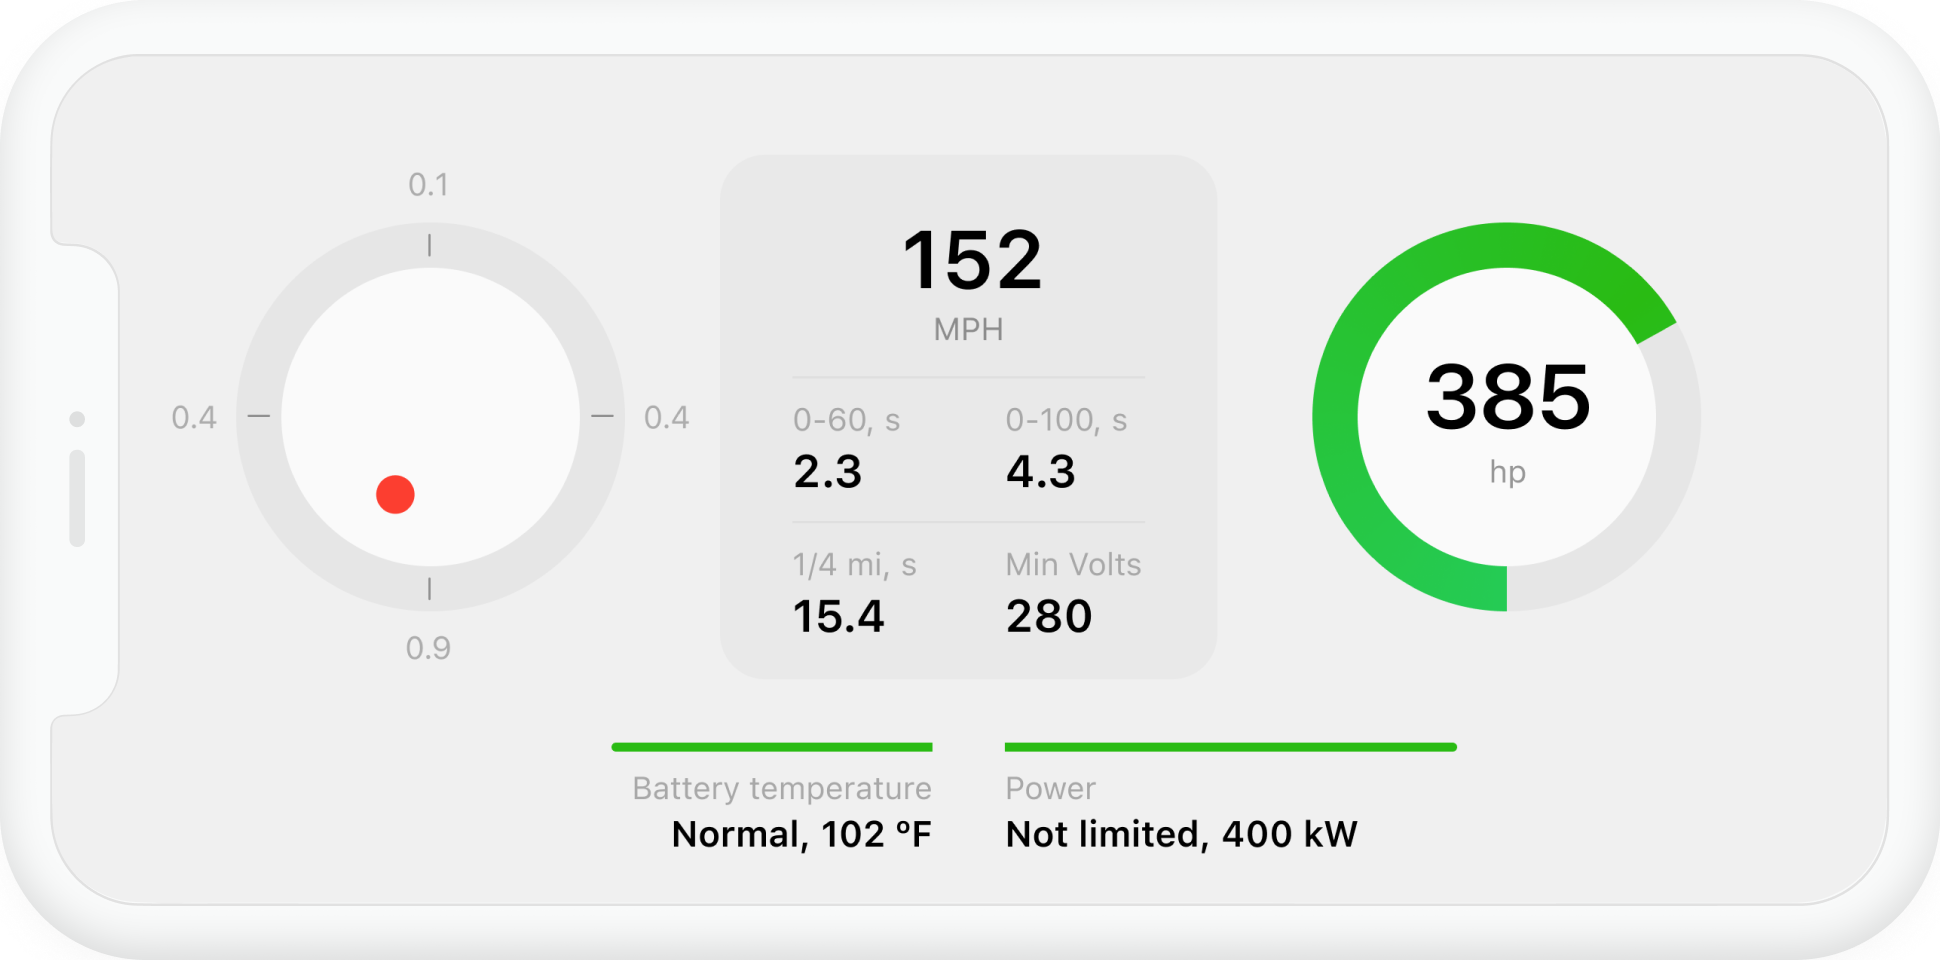 0.1
0.4
0.4
0.9
152
MPH
0-60, s
0-100, s
2.3
4.3
1/4 mi, s
Min Volts
15.4
280
385
hp
Battery temperature
Normal, 102 ºF
Power
Not limited, 400 kW